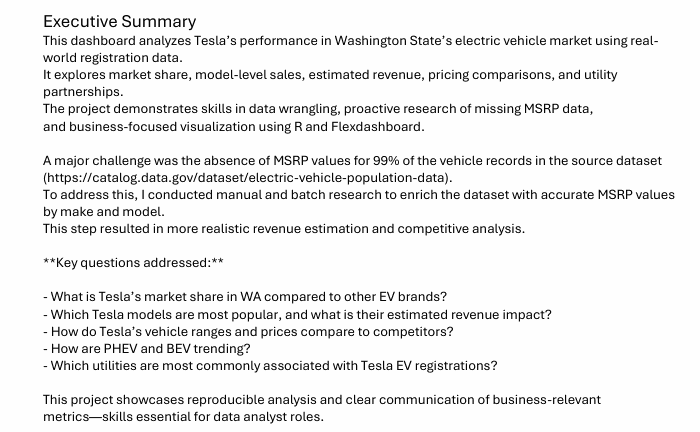 Executive Summary
This dashboard analyzes Tesla’s performance in Washington State’s electric vehicle market using real-
world registration data.
It explores market share, model-level sales, estimated revenue, pricing comparisons, and utility
partnerships.
The project demonstrates skills in data wrangling, proactive research of missing MSRP data,
and business-focused visualization using R and Flexdashboard.
A major challenge was the absence of MSRP values for 99% of the vehicle records in the source dataset
(https://catalog.data.gov/dataset/electric-vehicle-population-data).
To address this, I conducted manual and batch research to enrich the dataset with accurate MSRP values
by make and model.
This step resulted in more realistic revenue estimation and competitive analysis.
**Key questions addressed:**
- What is Tesla’s market share in WA compared to other EV brands?
- Which Tesla models are most popular, and what is their estimated revenue impact?
- How do Tesla’s vehicle ranges and prices compare to competitors?
- How are PHEV and BEV trending?
- Which utilities are most commonly associated with Tesla EV registrations?
This project showcases reproducible analysis and clear communication of business-relevant
metrics—skills essential for data analyst roles.